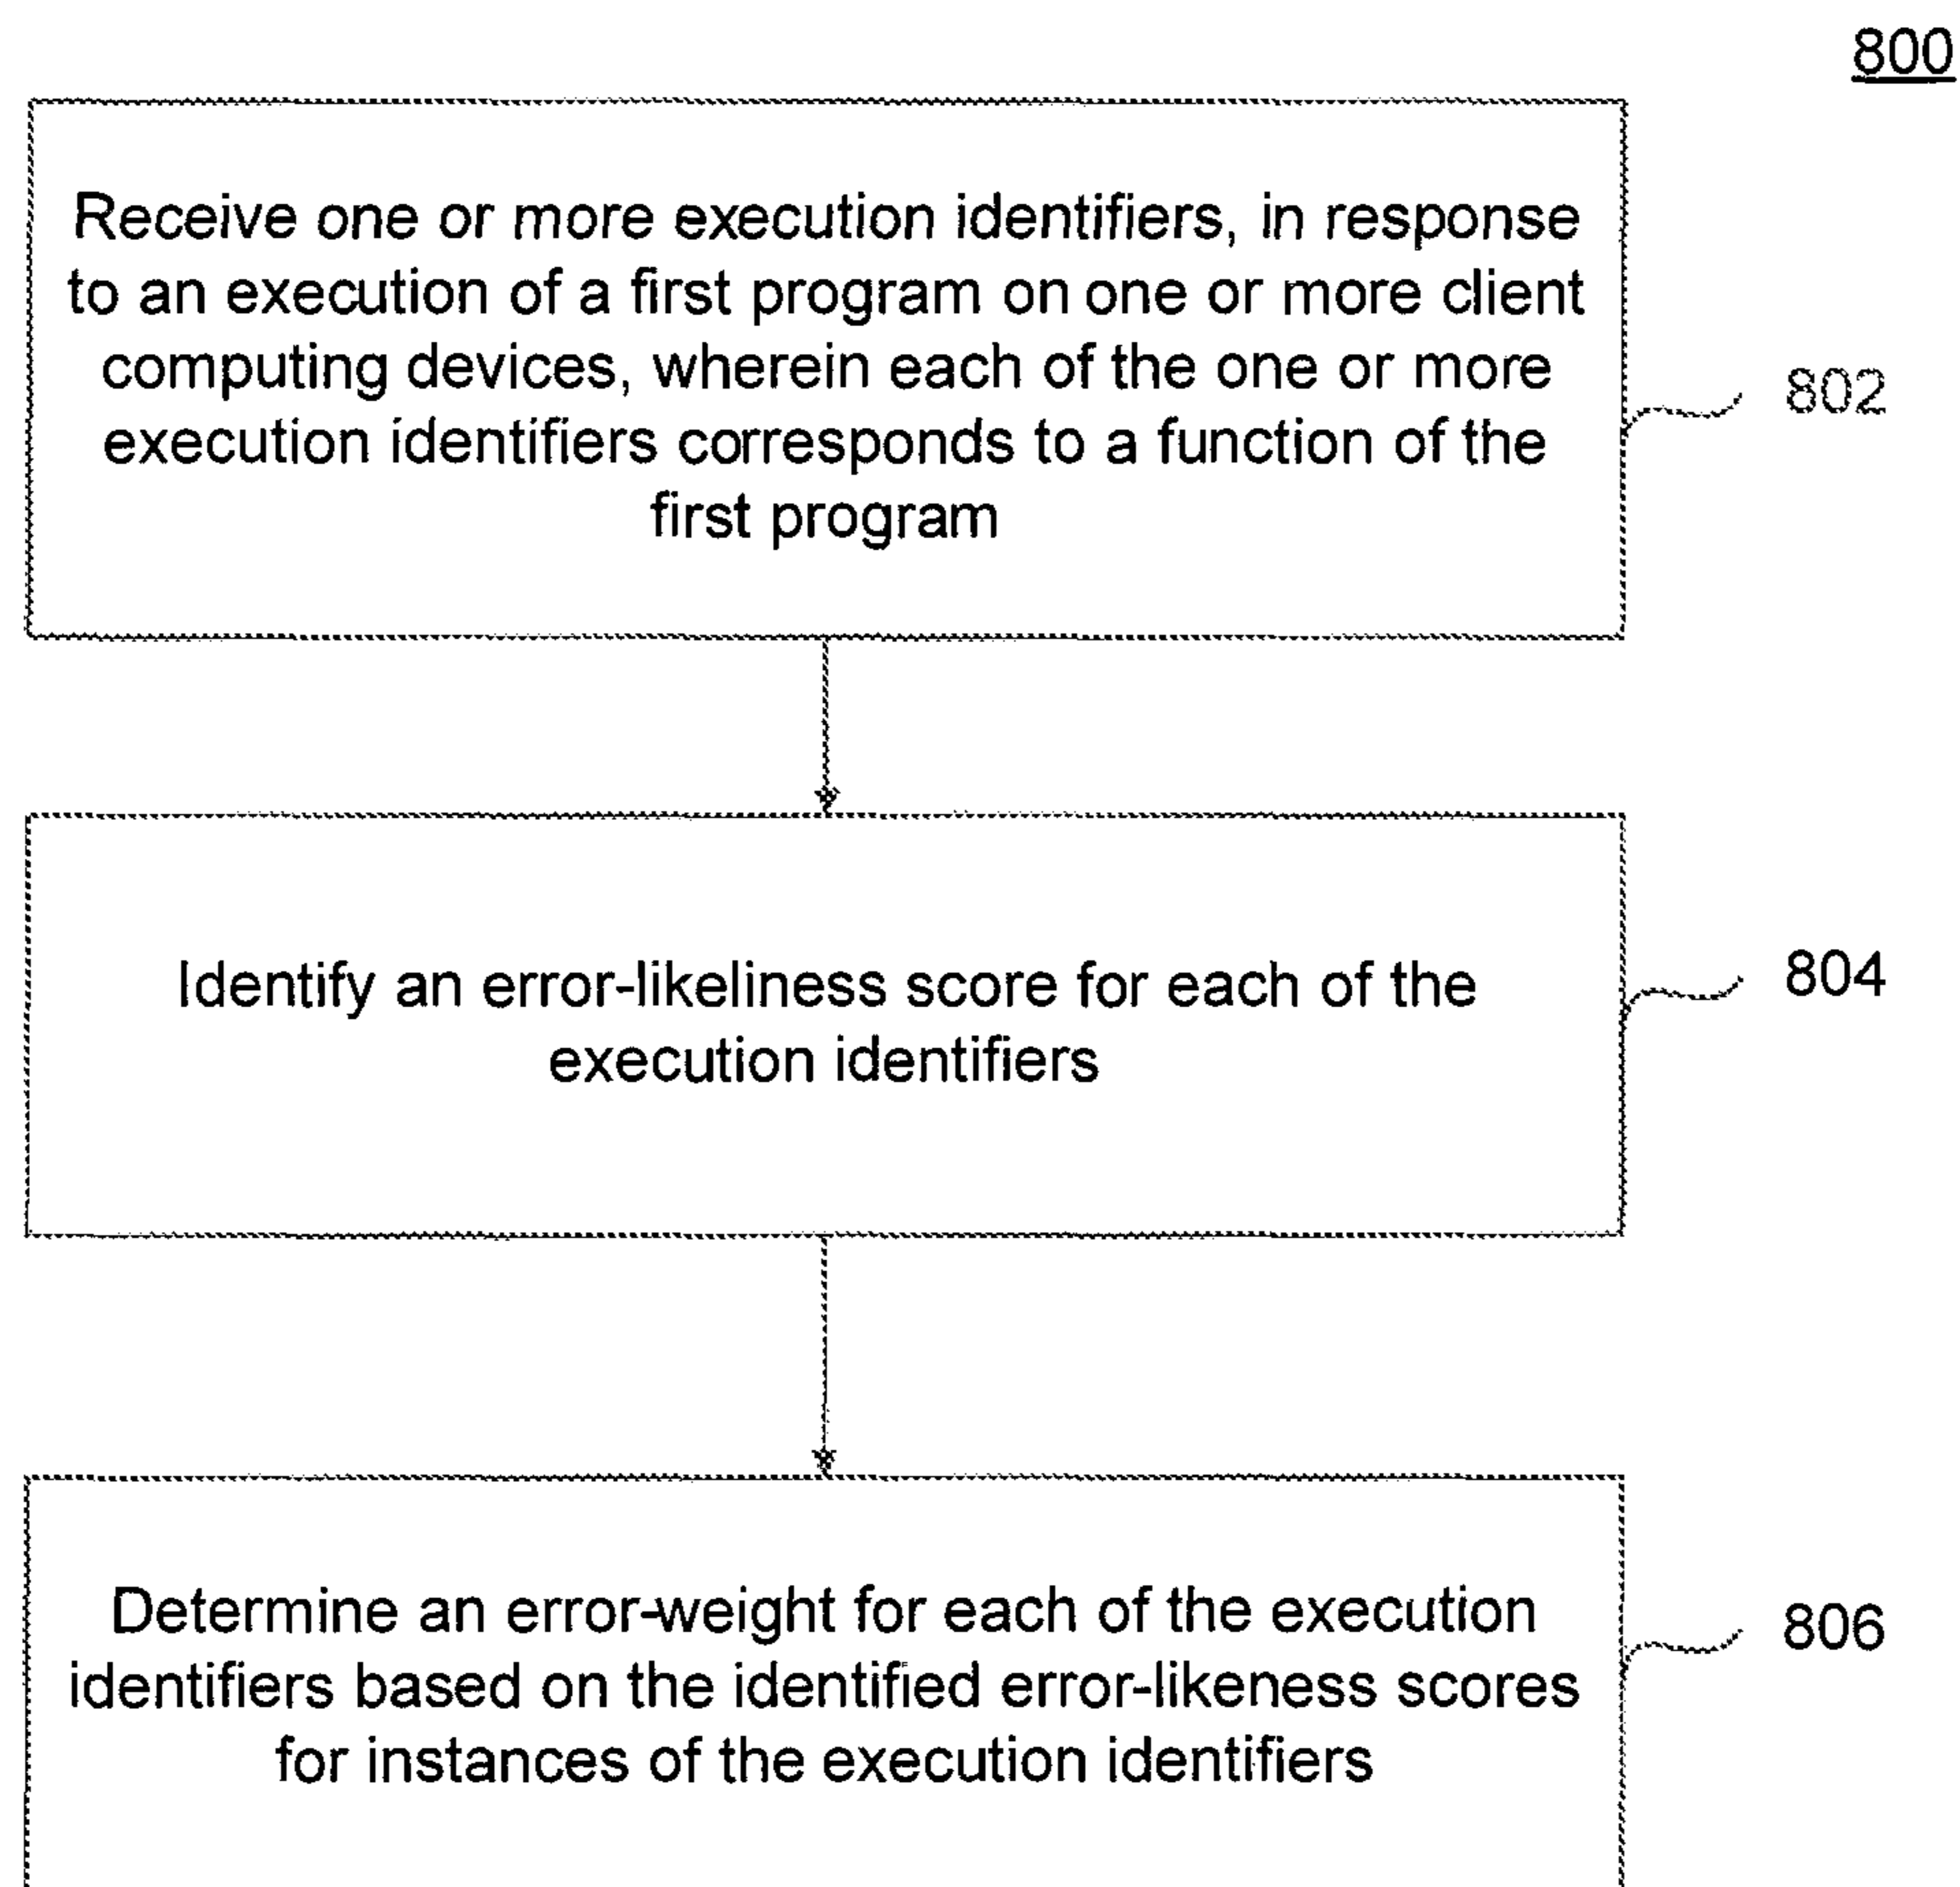 800
Receive one or more execution identifiers, in response
to an execution of a first program on one or more client
computing devices, wherein each of the one or more
execution identifiers corresponds to a function of the
first program
802
Identify an error-likeliness score for each of the
execution identifiers
804
Determine an error-weight for each of the execution
identifiers based on the identified error-likeness scores
for instances of the execution identifiers
806